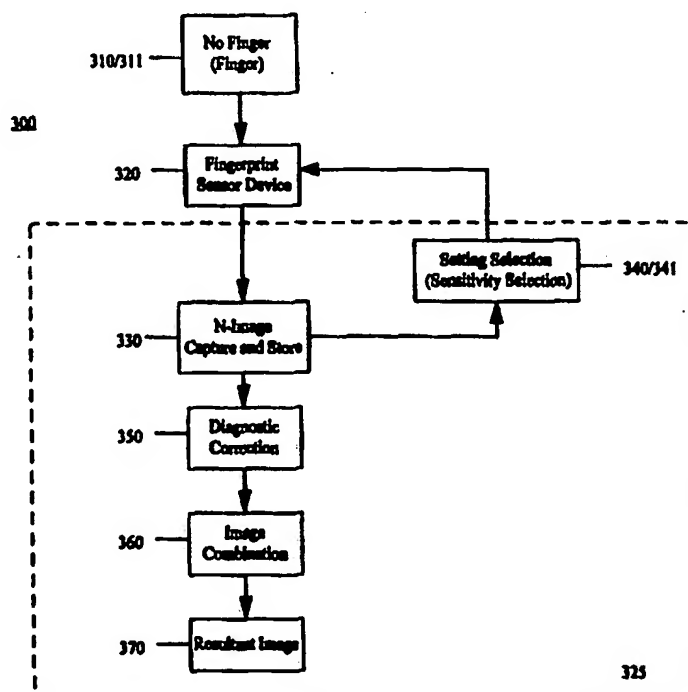 No Finger
(Finger)
310/311
300
Fingerprint
Sensor Device
320
Setting Selection
(Sensitivity Selection)
340/341
N-Image
Capture and Store
330
Diagnostic
Correction
350
Image
Combination
360
Resultant Image
370
325